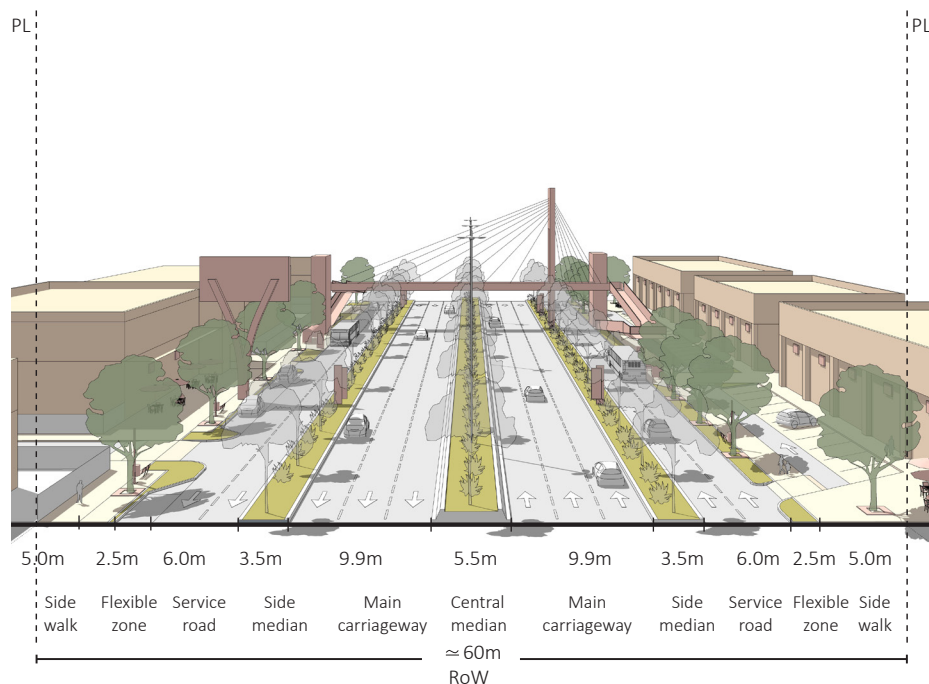 PL PL
5.0m 2.5m 6.0m 3.5m 9.9m 5.5m 9.9m 3.5m 6.0m 2.5m 5.0m
Side Flexible Service Side Main Central Main Side Service Flexible Side
walk zone road median carriageway median carriageway median road zone walk
≃ 60m
RoW